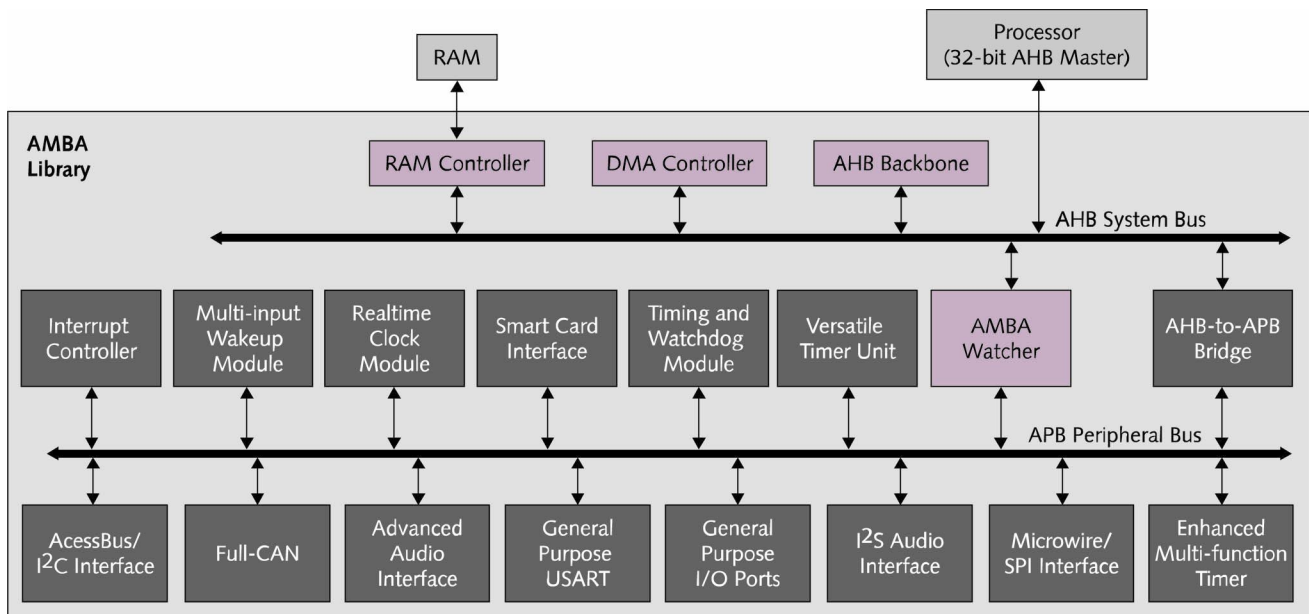 RAM
Processor
(32-bit AHB Master)
AMBA
Library
RAM Controller
DMA Controller
AHB Backbone
AHB System Bus
Interrupt
Controller
Multi-input
Wakeup
Module
Realtime
Clock
Module
Smart Card
Interface
Timing and
Watchdog
Module
Versatile
Timer Unit
AMBA
Watcher
AHB-to-APB
Bridge
APB Peripheral Bus
AcessBus/
I²C Interface
Full-CAN
Advanced
Audio
Interface
General
Purpose
USART
General
Purpose
I/O Ports
I²S Audio
Interface
Microwire/
SPI Interface
Enhanced
Multi-function
Timer